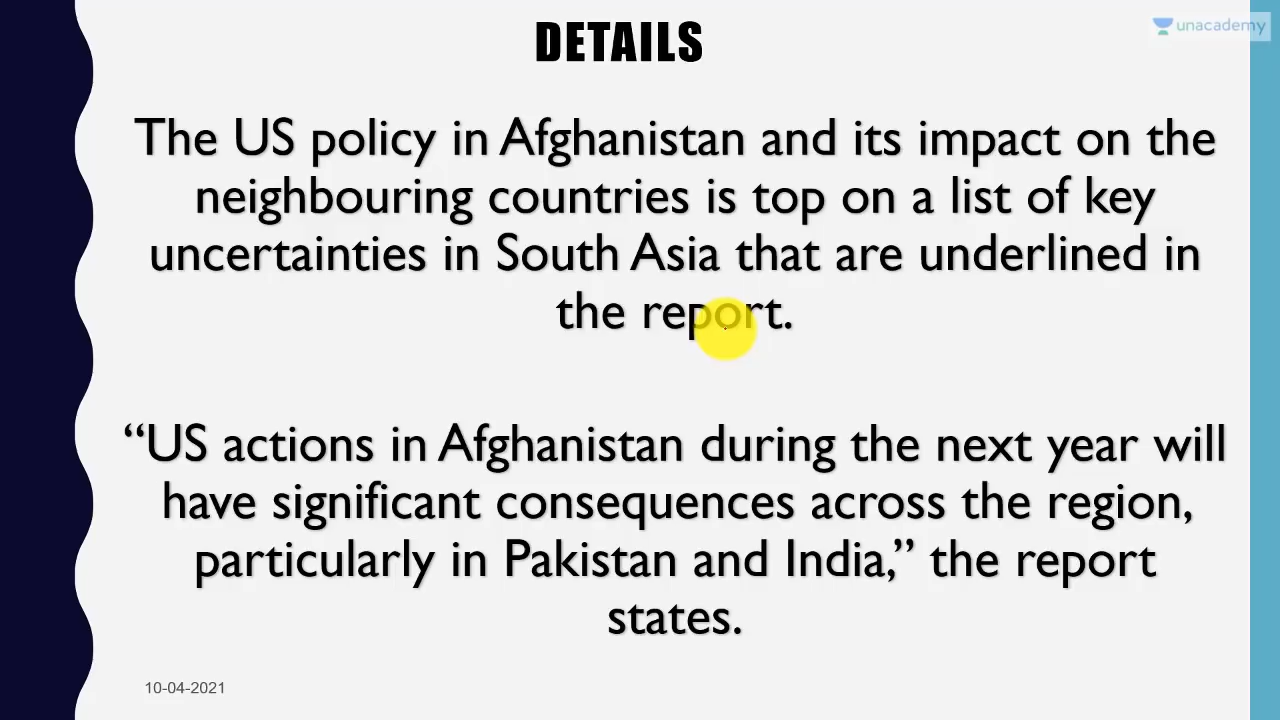 DETAILS
unacademy
The US policy in Afghanistan and its impact on the
neighbouring countries is top on a list of key
uncertainties in South Asia that are underlined in
the report.
“US actions in Afghanistan during the next year will
have significant consequences across the region,
particularly in Pakistan and India,” the report
states.
10-04-2021